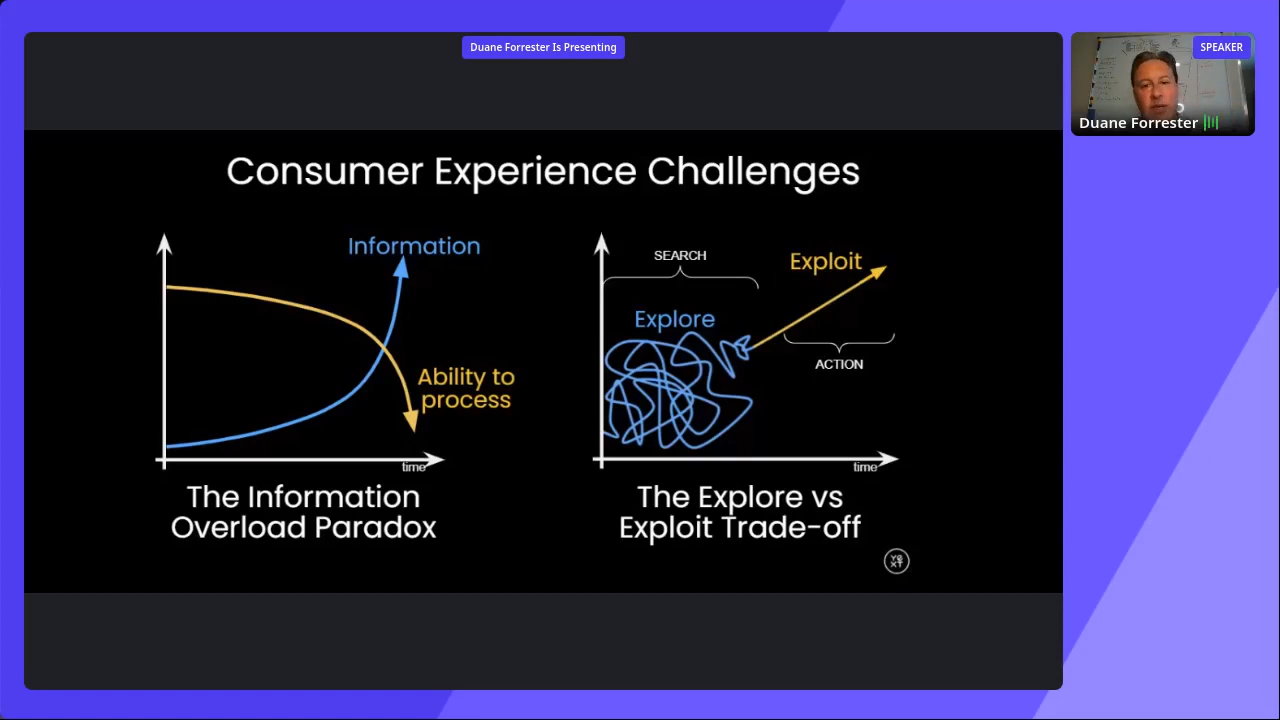 Duane Forrester Is Presenting
SPEAKER
Duane Forrester
Consumer Experience Challenges
Information
Ability to
process
time
The Information
Overload Paradox
SEARCH
Exploit
Explore
ACTION
time
The Explore vs
Exploit Trade-off